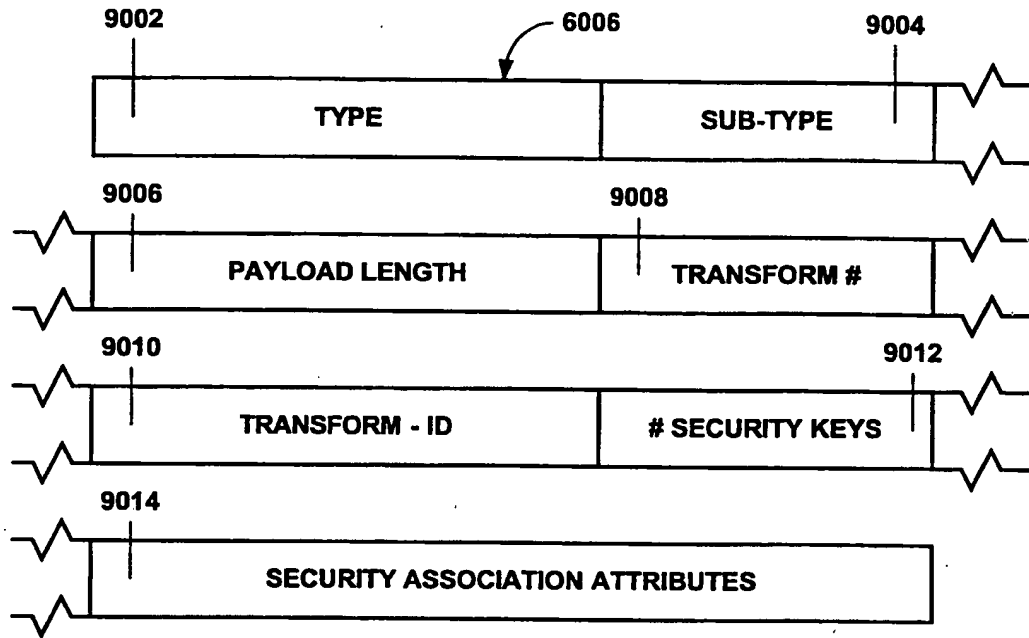 9002 6006 9004
TYPE SUB-TYPE
9006 9008
PAYLOAD LENGTH TRANSFORM #
9010 9012
TRANSFORM - ID # SECURITY KEYS
9014
SECURITY ASSOCIATION ATTRIBUTES